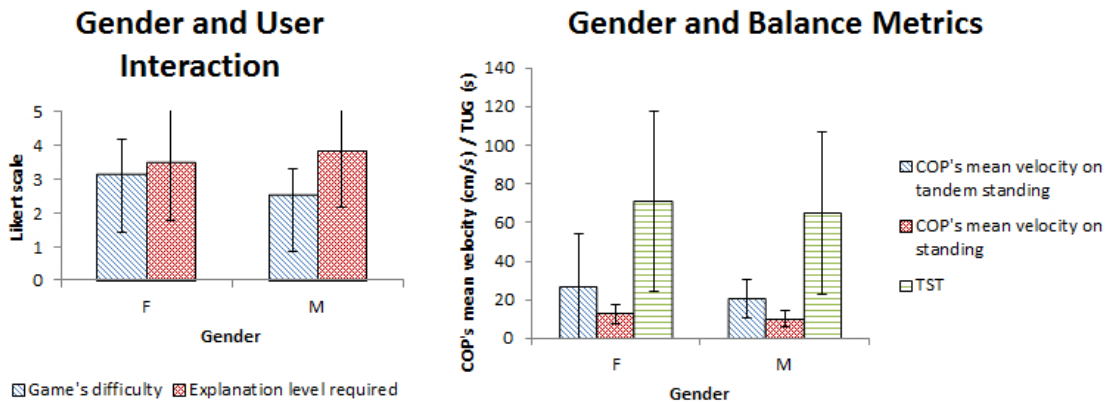 Gender and User
Interaction
Likert scale
5
4
3
2
1
0
F M
Gender
Game's difficulty Explanation level required
Gender and Balance Metrics
COP's mean velocity (cm/s) / TUG (s)
140
120
100
80
60
40
20
0
F M
Gender
COP's mean velocity on
tandem standing
COP's mean velocity on
standing
TST